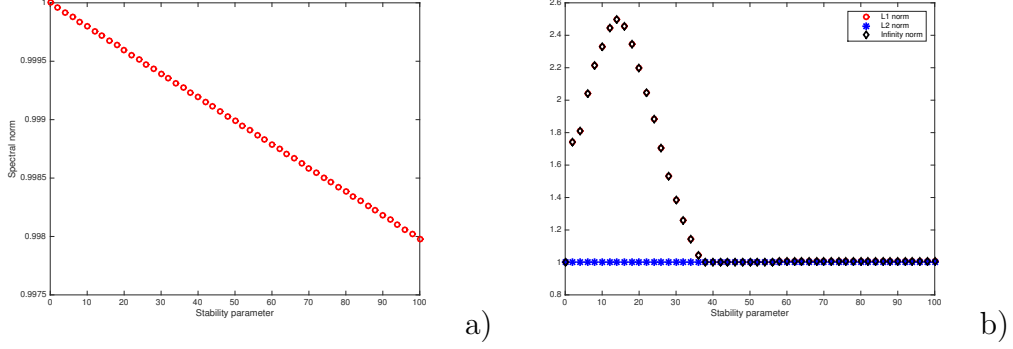 1
0.9995
0.999
0.9985
0.998
0.9975
Spectral norm
0 10 20 30 40 50 60 70 80 90 100
Stability parameter
a)
2.6
2.4
2.2
2
1.8
1.6
1.4
1.2
1
0.8
0.6
L1 norm
L2 norm
Infinity norm
0 10 20 30 40 50 60 70 80 90 100
Stability parameter
b)